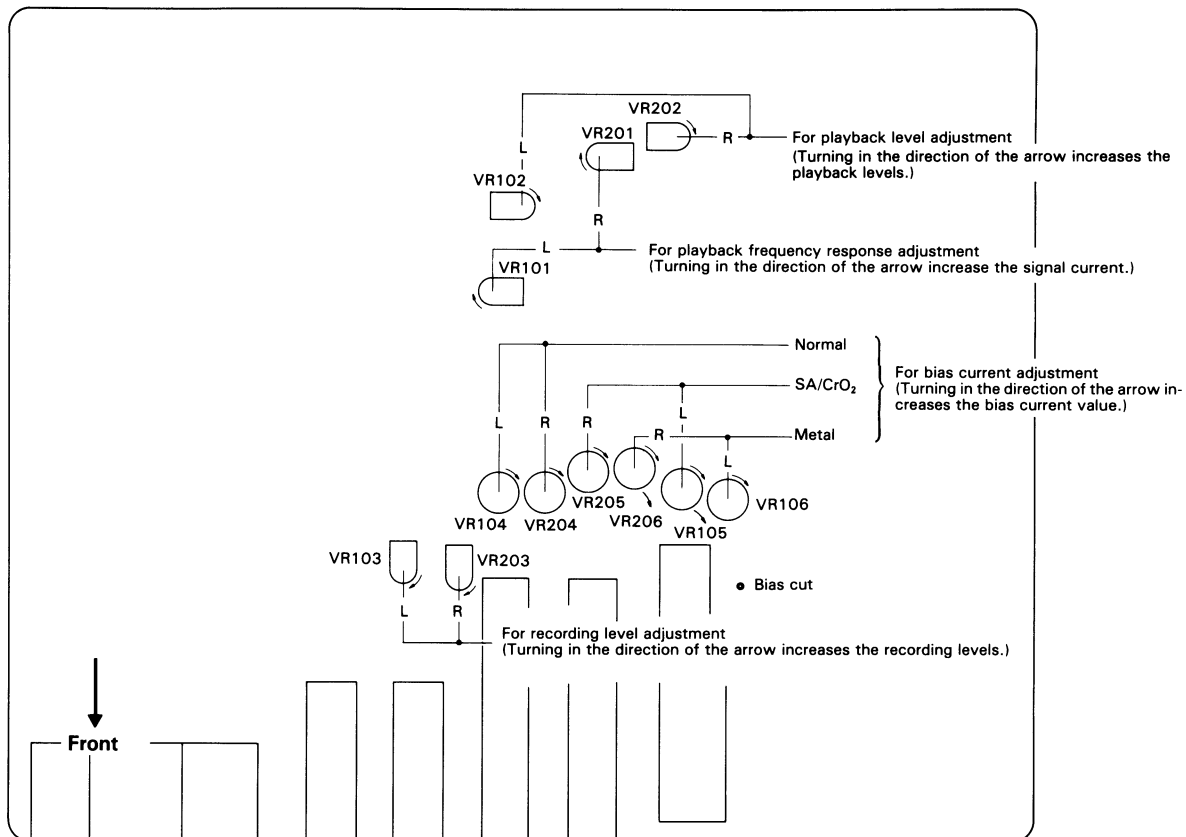 VR202
VR201
R
For playback level adjustment
(Turning in the direction of the arrow increases the
playback levels.)
L
VR102
R
L
For playback frequency response adjustment
(Turning in the direction of the arrow increase the signal current.)
VR101
Normal
SA/CrO₂
Metal
For bias current adjustment
(Turning in the direction of the arrow in-
creases the bias current value.)
L
R
R
L
R
L
VR104
VR204
VR205
VR206
VR105
VR106
VR103
VR203
Bias cut
L
R
For recording level adjustment
(Turning in the direction of the arrow increases the recording levels.)
Front